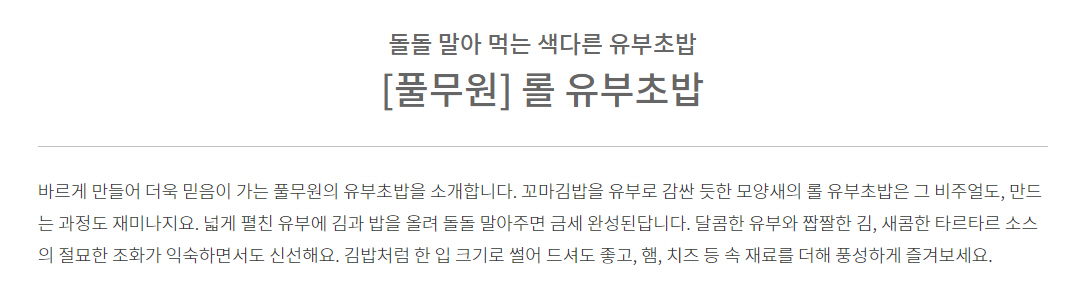 돌돌 말아 먹는 색다른 유부초밥
[풀무원] 롤 유부초밥
바르게 만들어 더욱 믿음이 가는 풀무원의 유부초밥을 소개합니다. 꼬마김밥을 유부로 감싼 듯한 모양새의 롤 유부초밥은 그 비주얼도, 만드
는 과정도 재미나지요. 넓게 펼친 유부에 김과 밥을 올려 돌돌 말아주면 금세 완성된답니다. 달콤한 유부와 짭짤한 김, 새콤한 타르타르 소스
의 절묘한 조화가 익숙하면서도 신선해요. 김밥처럼 한 입 크기로 썰어 드셔도 좋고, 햄, 치즈 등 속 재료를 더해 풍성하게 즐겨보세요.